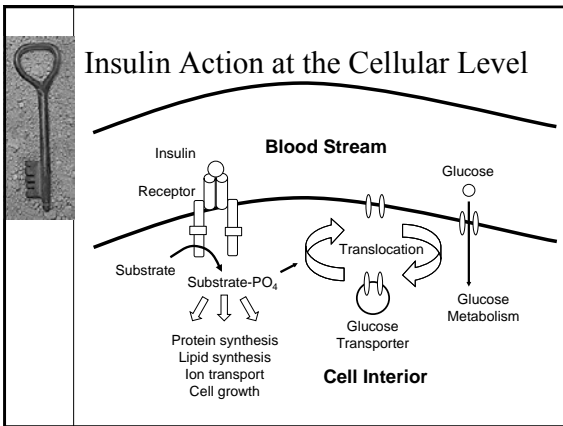 Insulin Action at the Cellular Level
Blood Stream
Insulin
Receptor
Glucose
Substrate
Substrate-PO₄
Translocation
Glucose
Transporter
Glucose
Metabolism
Protein synthesis
Lipid synthesis
Ion transport
Cell growth
Cell Interior